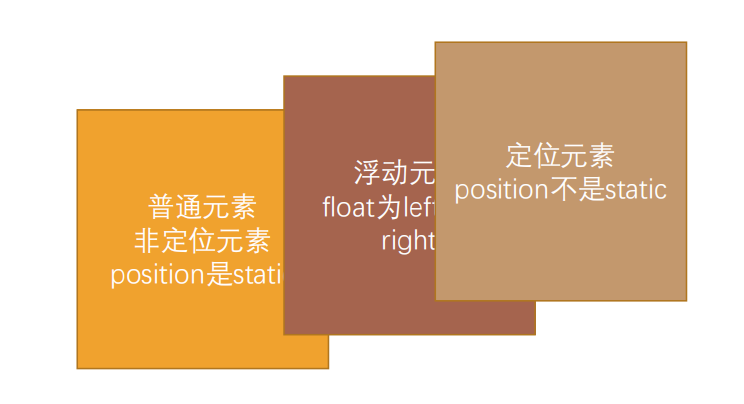 普通元素
非定位元素
position是stati
浮动元
float为lef
right
定位元素
position不是static